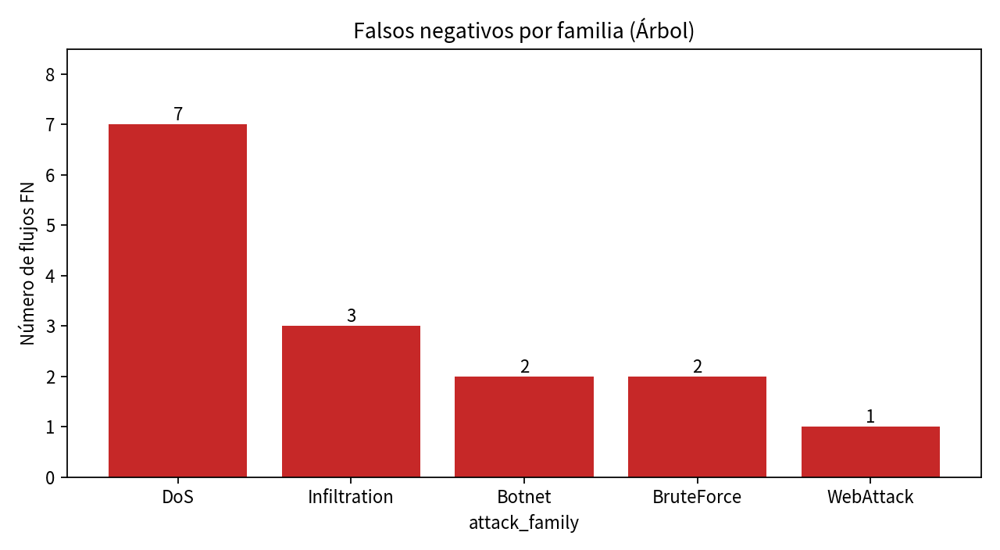 Falsos negativos por familia (Árbol)
Número de flujos FN
8
7
6
5
4
3
2
1
0
7
3
2
2
1
DoS
Infiltration
Botnet
BruteForce
WebAttack
attack_family